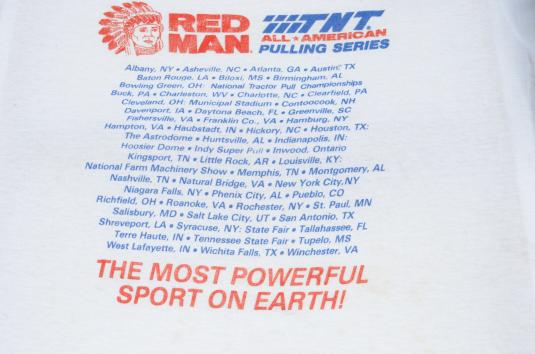 RED MAN.
TNT.
ALL★AMERICAN
PULLING SERIES
Albany, NY • Asheville, NC • Atlanta, GA • Austin, TX
Baton Rouge, LA • Biloxi, MS • Birmingham, AL
Bowling Green, OH: National Tractor Pull Championships
Buck, PA • Charleston, WV • Charlotte, NC • Clearfield, PA
Cleveland, OH: Municipal Stadium • Contoocook, NH
Davenport, IA • Daytona Beach, FL • Greenville, SC
Fishersville, VA • Franklin Co., VA • Hamburg, NY
Hampton, VA • Haubstadt, IN • Hickory, NC • Houston, TX:
The Astrodome • Huntsville, AL • Indianapolis, IN:
Hoosier Dome • Indy Super Pull • Inwood, Ontario
Kingsport, TN • Little Rock, AR • Louisville, KY:
National Farm Machinery Show • Memphis, TN • Montgomery, AL
Nashville, TN • Natural Bridge, VA • New York City,NY
Niagara Falls, NY • Phenix City, AL • Pueblo, CO
Richfield, OH • Roanoke, VA • Rochester, NY • St. Paul, MN
Salisbury, MD • Salt Lake City, UT • San Antonio, TX
Shreveport, LA • Syracuse, NY: State Fair • Tallahassee, FL
Terre Haute, IN • Tennessee State Fair • Tupelo, MS
West Lafayette, IN • Wichita Falls, TX • Winchester, VA
THE MOST POWERFUL
SPORT ON EARTH!